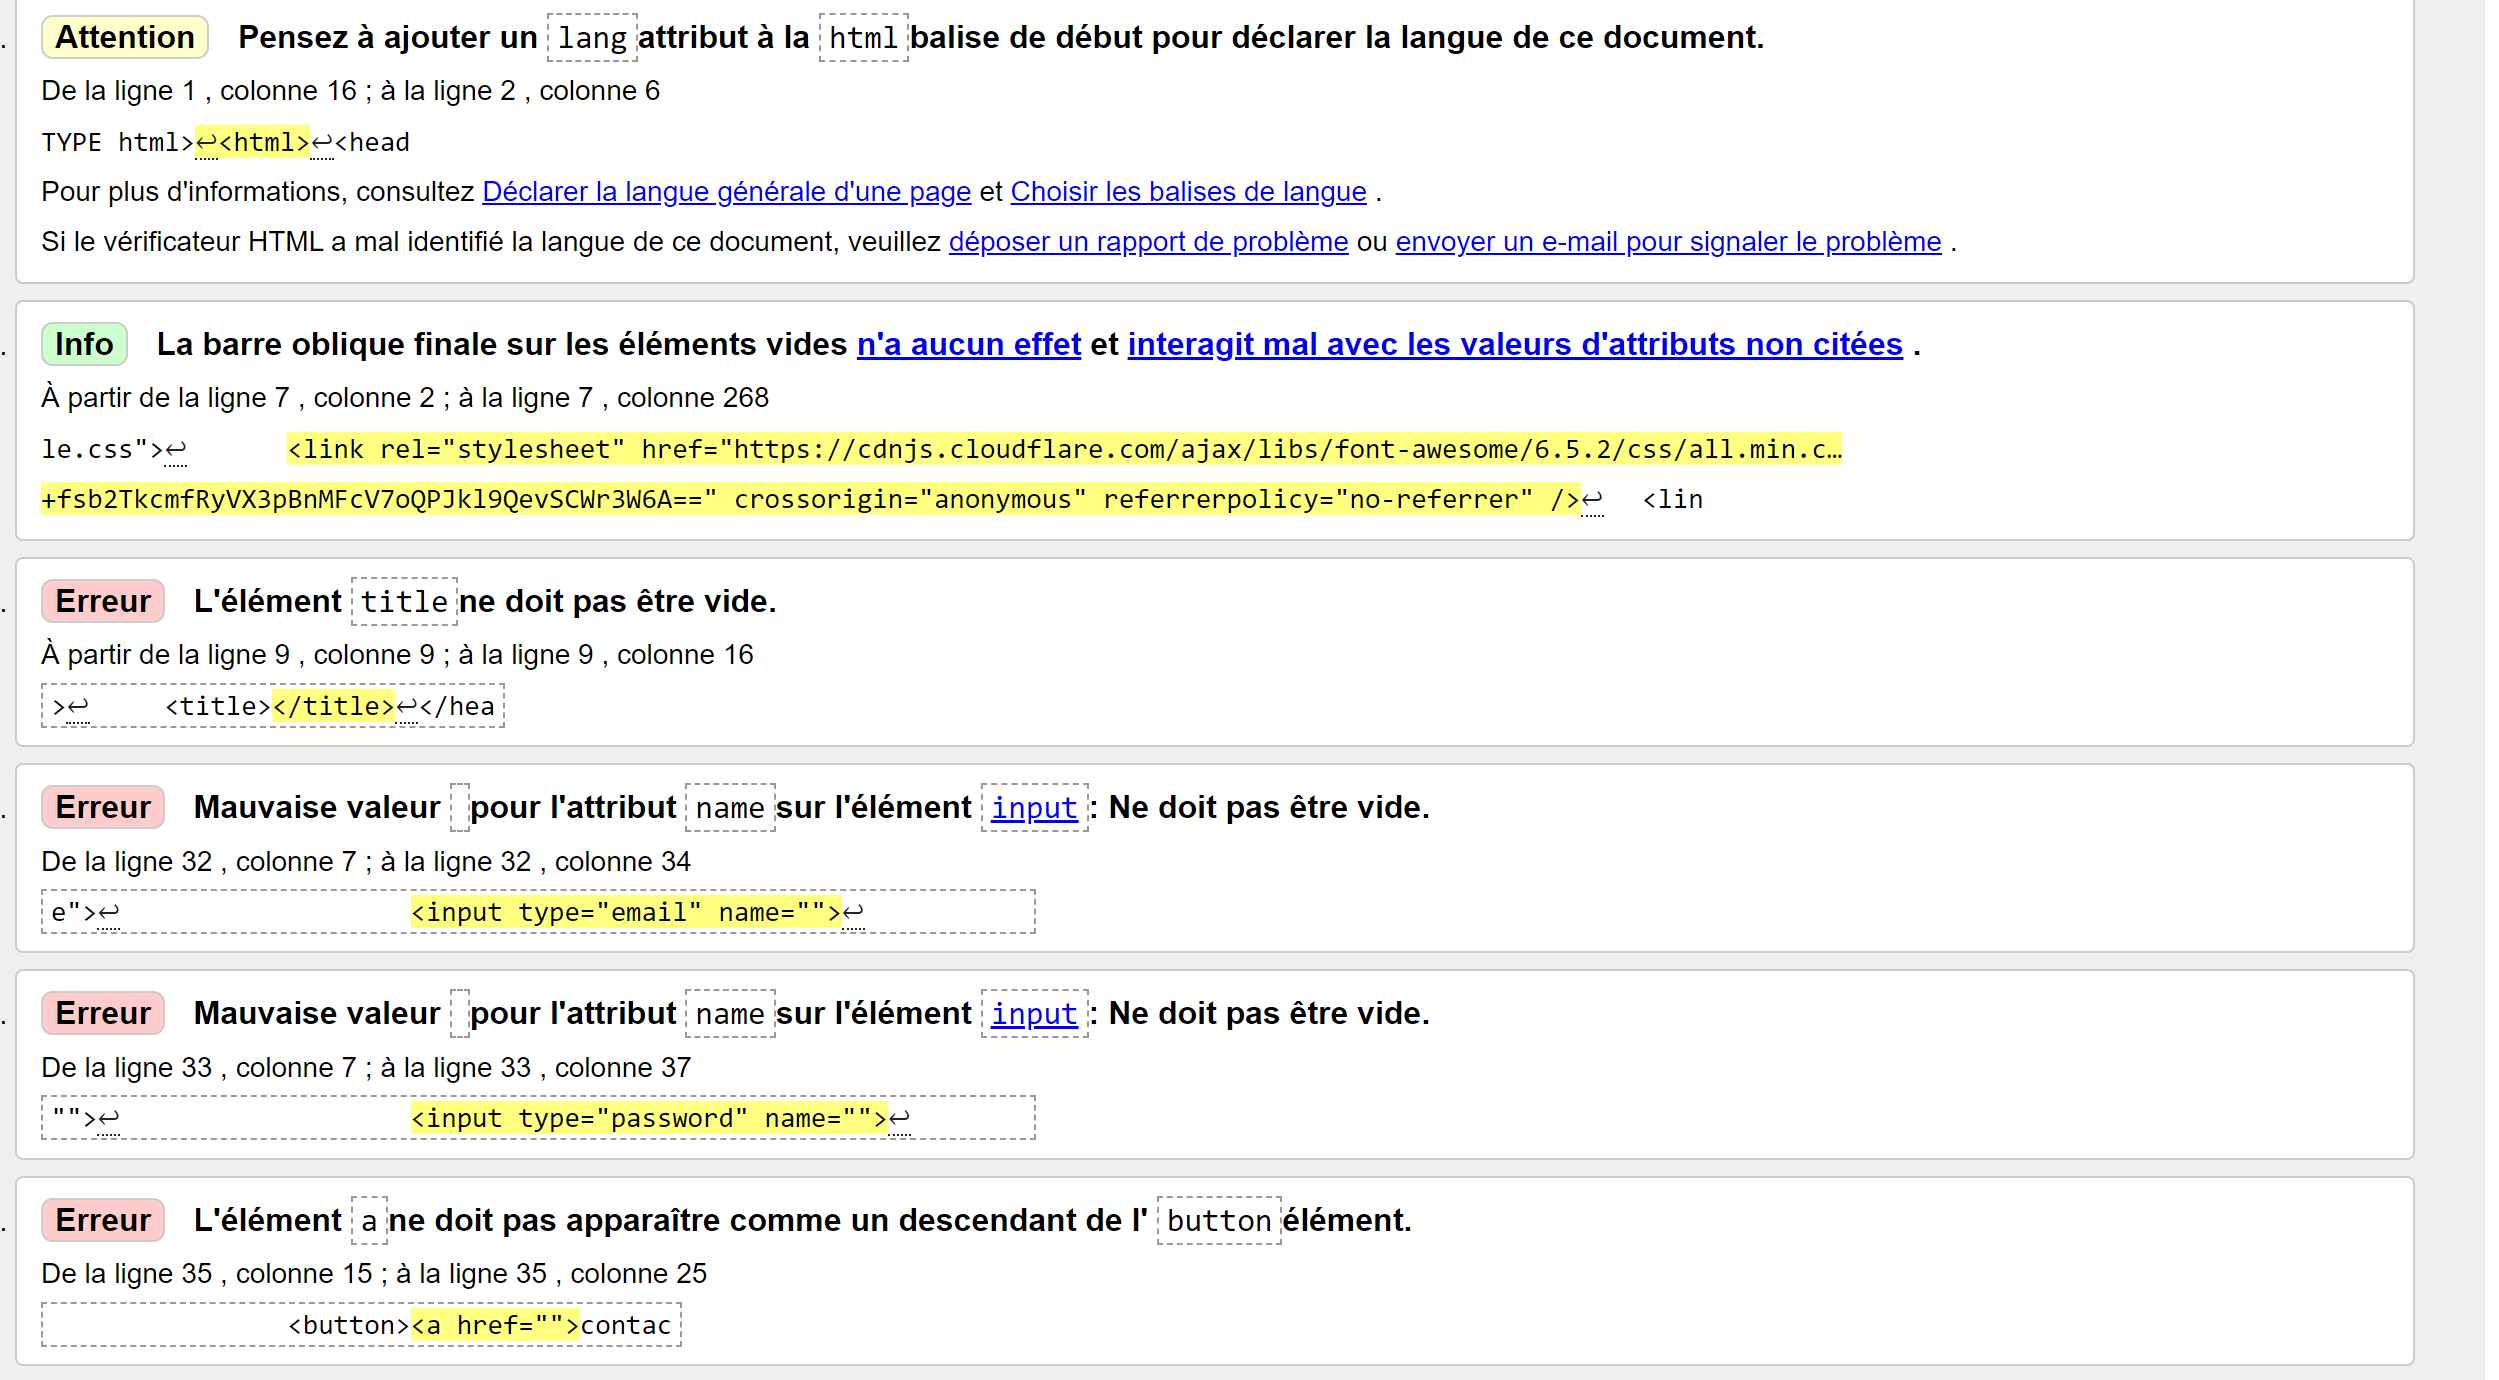 Attention Pensez à ajouter un lang attribut à la html balise de début pour déclarer la langue de ce document.
De la ligne 1 , colonne 16 ; à la ligne 2 , colonne 6
TYPE html>↩<html>↩<head
Pour plus d'informations, consultez Déclarer la langue générale d'une page et Choisir les balises de langue .
Si le vérificateur HTML a mal identifié la langue de ce document, veuillez déposer un rapport de problème ou envoyer un e-mail pour signaler le problème .
Info La barre oblique finale sur les éléments vides n'a aucun effet et interagit mal avec les valeurs d'attributs non citées .
À partir de la ligne 7 , colonne 2 ; à la ligne 7 , colonne 268
le.css">↩ <link rel="stylesheet" href="https://cdnjs.cloudflare.com/ajax/libs/font-awesome/6.5.2/css/all.min.c…
+fsb2TkcmfRyVX3pBnMFcV7oQPJkl9QevSCWr3W6A==" crossorigin="anonymous" referrerpolicy="no-referrer" />↩ <lin
Erreur L'élément title ne doit pas être vide.
À partir de la ligne 9 , colonne 9 ; à la ligne 9 , colonne 16
>↩ <title></title>↩</hea
Erreur Mauvaise valeur pour l'attribut name sur l'élément input : Ne doit pas être vide.
De la ligne 32 , colonne 7 ; à la ligne 32 , colonne 34
e">↩ <input type="email" name="">↩
Erreur Mauvaise valeur pour l'attribut name sur l'élément input : Ne doit pas être vide.
De la ligne 33 , colonne 7 ; à la ligne 33 , colonne 37
"">↩ <input type="password" name="">↩
Erreur L'élément a ne doit pas apparaître comme un descendant de l' button élément.
De la ligne 35 , colonne 15 ; à la ligne 35 , colonne 25
<button><a href="">contac